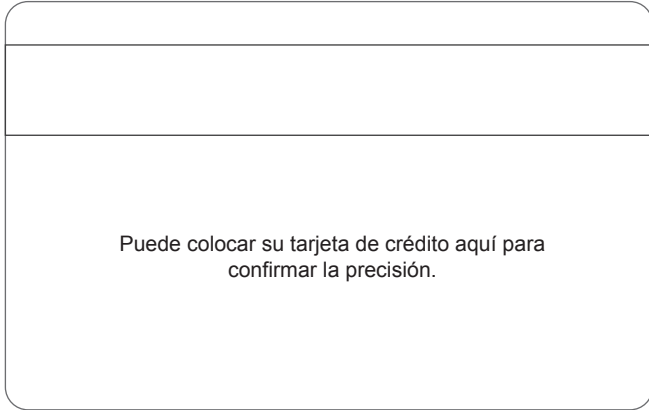 Puede colocar su tarjeta de crédito aquí para
confirmar la precisión.